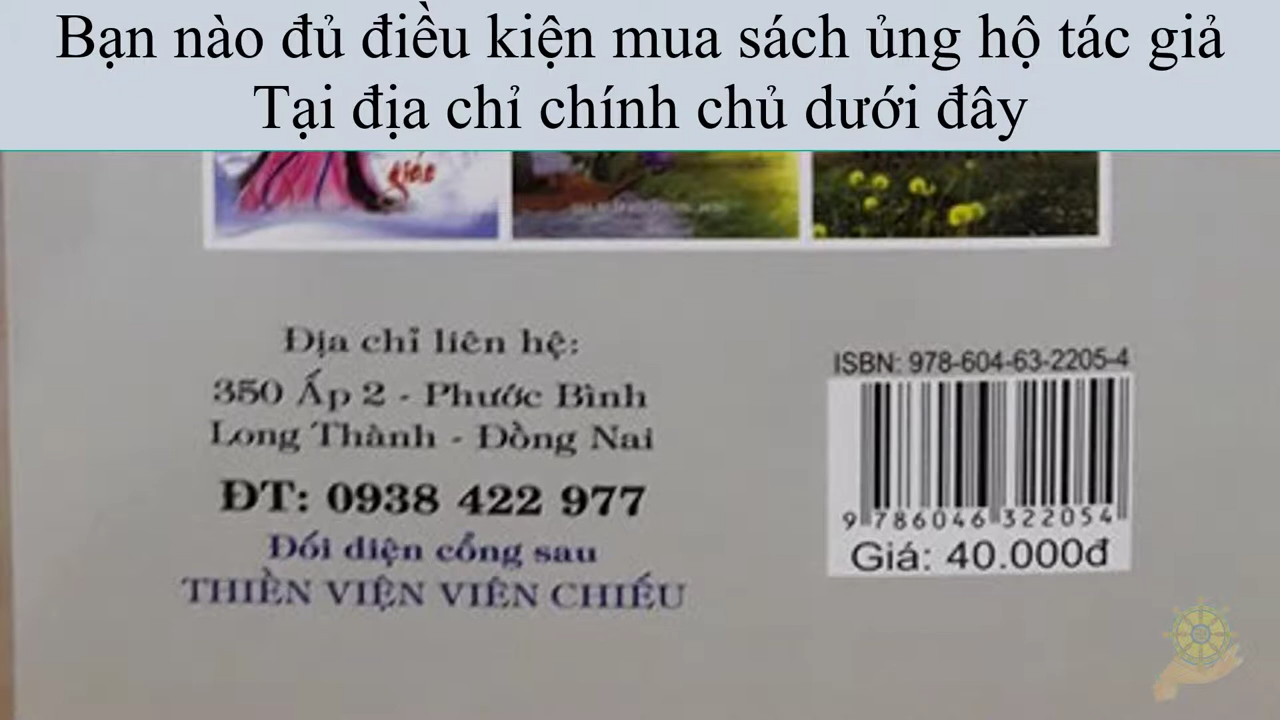 Bạn nào đủ điều kiện mua sách ủng hộ tác giả
Tại địa chỉ chính chủ dưới đây
giác
Địa chỉ liên hệ:
350 Ấp 2 - Phước Bình
Long Thành - Đồng Nai
ĐT: 0938 422 977
Đối diện cổng sau
THIỀN VIỆN VIÊN CHIẾU
ISBN: 978-604-63-2205-4
9 786046 322054
Giá: 40.000đ